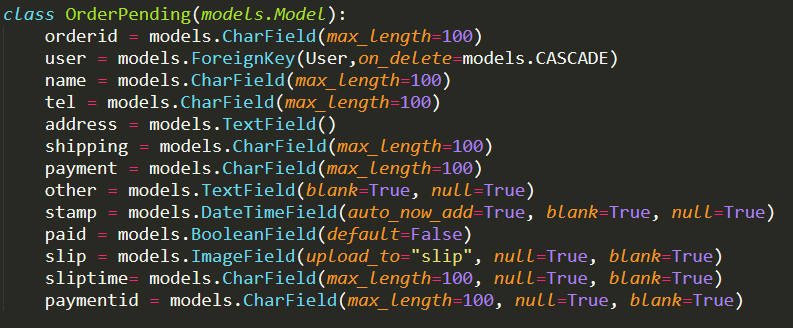 class OrderPending(models.Model):
    orderid = models.CharField(max_length=100)
    user = models.ForeignKey(User,on_delete=models.CASCADE)
    name = models.CharField(max_length=100)
    tel = models.CharField(max_length=100)
    address = models.TextField()
    shipping = models.CharField(max_length=100)
    payment = models.CharField(max_length=100)
    other = models.TextField(blank=True, null=True)
    stamp = models.DateTimeField(auto_now_add=True, blank=True, null=True)
    paid = models.BooleanField(default=False)
    slip = models.ImageField(upload_to="slip", null=True, blank=True)
    sliptime= models.CharField(max_length=100, null=True, blank=True)
    paymentid = models.CharField(max_length=100, null=True, blank=True)